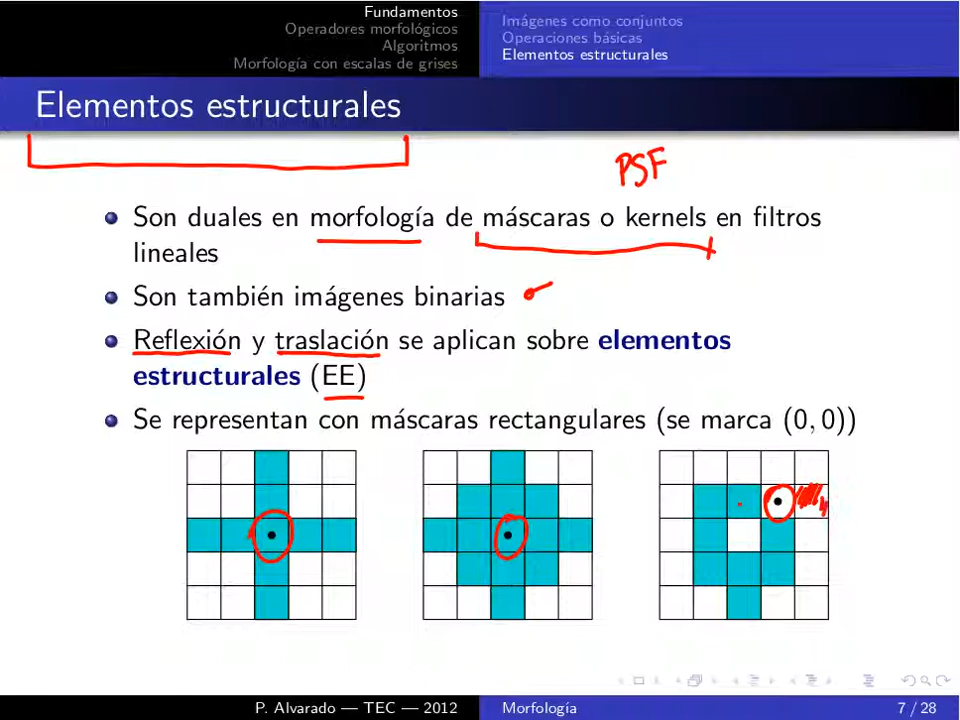 Fundamentos
Operadores morfológicos
Algoritmos
Morfología con escalas de grises
Imágenes como conjuntos
Operaciones básicas
Elementos estructurales
Elementos estructurales
PSF
Son duales en morfología de máscaras o kernels en filtros
lineales
Son también imágenes binarias
Reflexión y traslación se aplican sobre elementos
estructurales (EE)
Se representan con máscaras rectangulares (se marca (0, 0))
P. Alvarado — TEC — 2012
Morfología
7 / 28